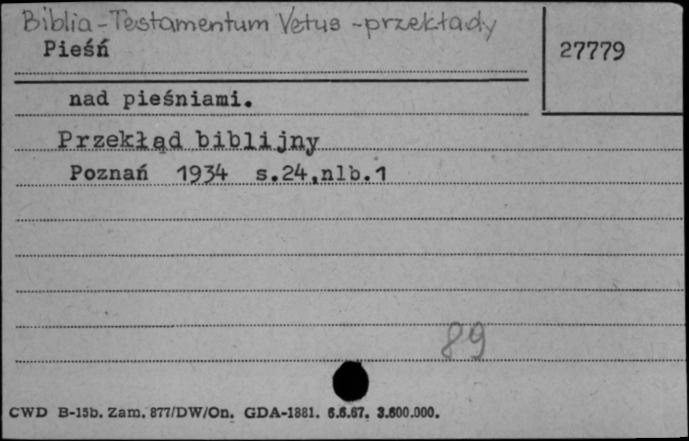 Biblia-Testamentum Vetus -przekłady
Pieśń
27779
nad pieśniami.
Przekłąd biblijny
Poznań 1934 s.24,nlb.1
89
CWD B-15b. Zam. 877/DW/On. GDA-1881. 6.6.67. 3.600.000.